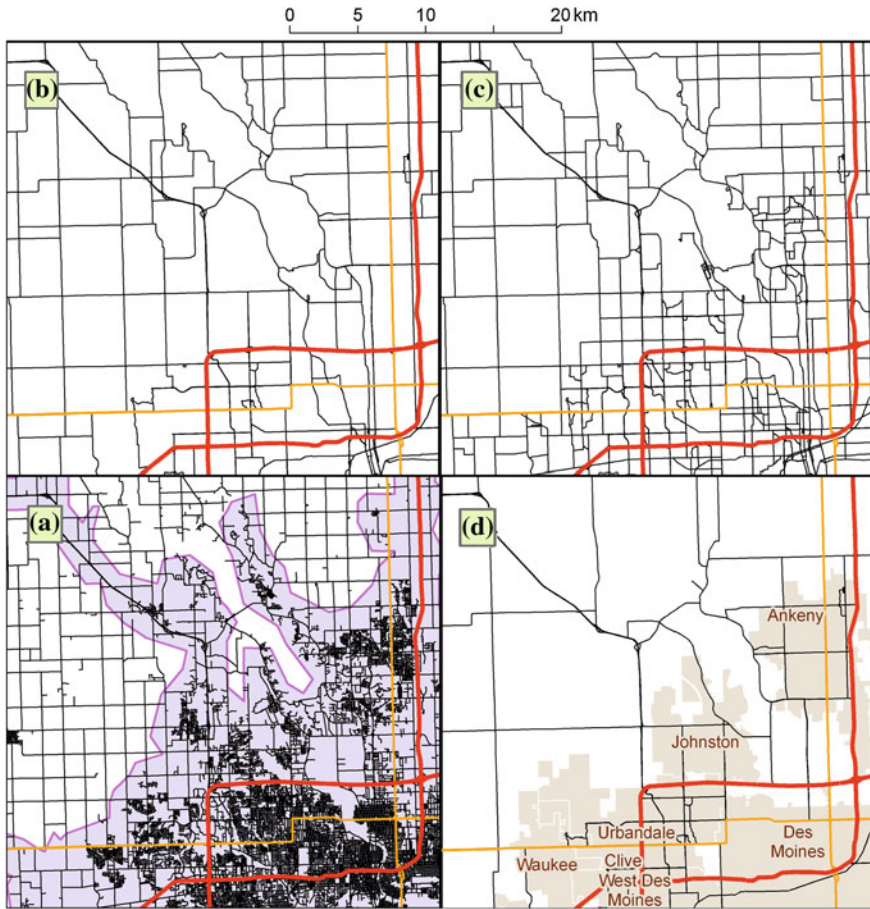 0 5 10 20 km
(b)
(c)
(a)
(d)
Ankeny
Johnston
Urbandale
Des
Moines
Waukee
Clive
West Des
Moines